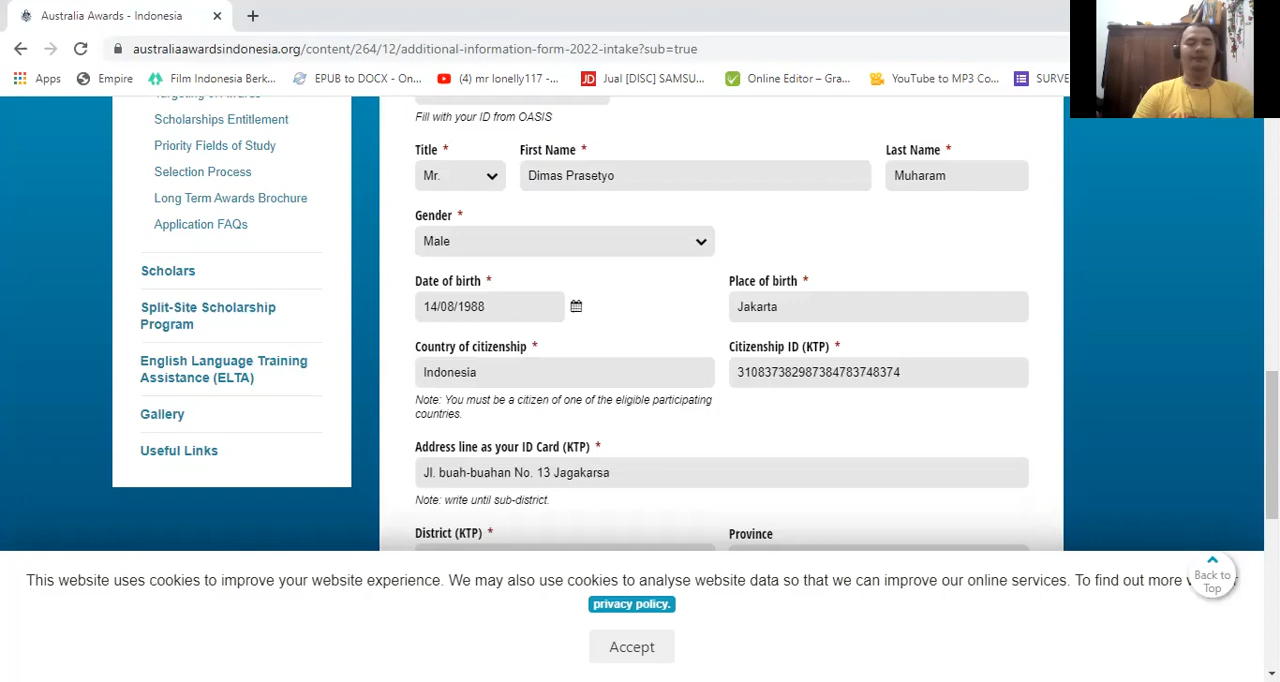 Australia Awards - Indonesia
australiaawardsindonesia.org/content/264/12/additional-information-form-2022-intake?sub=true
Apps
Empire
Film Indonesia Berk...
EPUB to DOCX - On...
(4) mr lonelly117 -...
Jual [DISC] SAMSU...
Online Editor – Gra...
YouTube to MP3 Co...
SURVE
Targeting of Awards
Scholarships Entitlement
Priority Fields of Study
Selection Process
Long Term Awards Brochure
Application FAQs
Scholars
Split-Site Scholarship
Program
English Language Training
Assistance (ELTA)
Gallery
Useful Links
Fill with your ID from OASIS
Title * First Name * Last Name *
Mr. Dimas Prasetyo Muharam
Gender *
Male
Date of birth * Place of birth *
14/08/1988 Jakarta
Country of citizenship * Citizenship ID (KTP) *
Indonesia 310837382987384783748374
Note: You must be a citizen of one of the eligible participating
countries.
Address line as your ID Card (KTP) *
Jl. buah-buahan No. 13 Jagakarsa
Note: write until sub-district.
District (KTP) * Province
This website uses cookies to improve your website experience. We may also use cookies to analyse website data so that we can improve our online services. To find out more
privacy policy.
Accept
Back to
Top